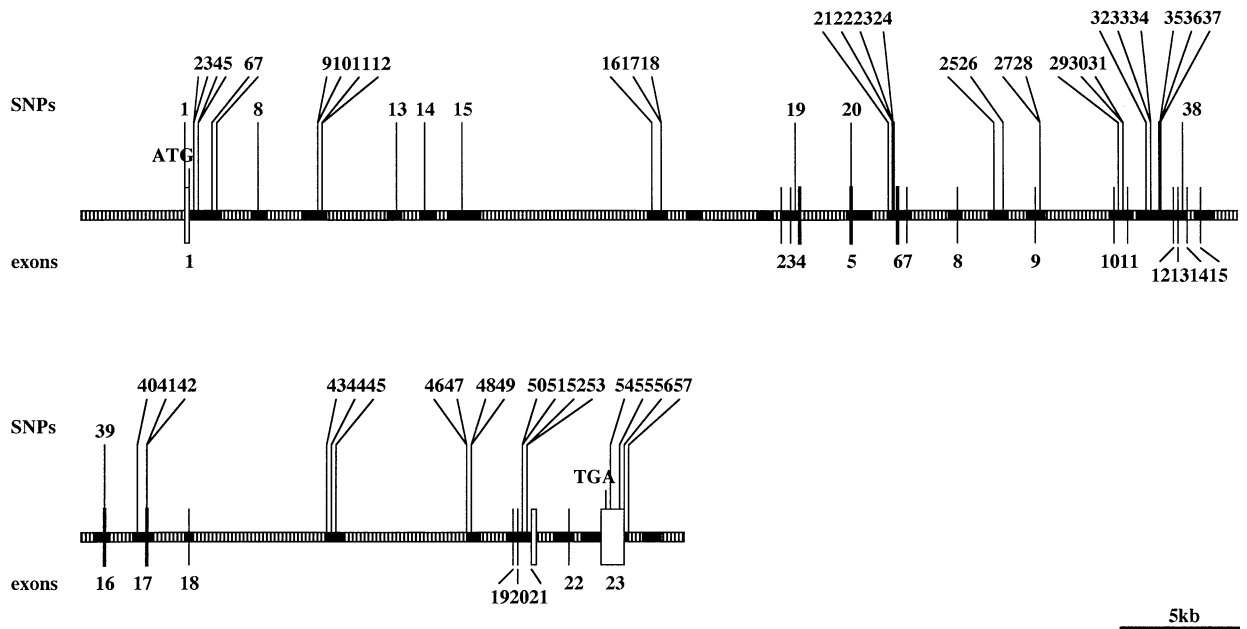 21222324 323334 353637
2345 67 9101112 161718 2526 2728 293031
SNPs 1 8 13 14 15 19 20 38
ATG
exons 1 234 5 67 8 9 1011
12131415
404142 434445 4647 4849 50515253 54555657
SNPs 39
TGA
exons 16 17 18 22 23
192021
5kb